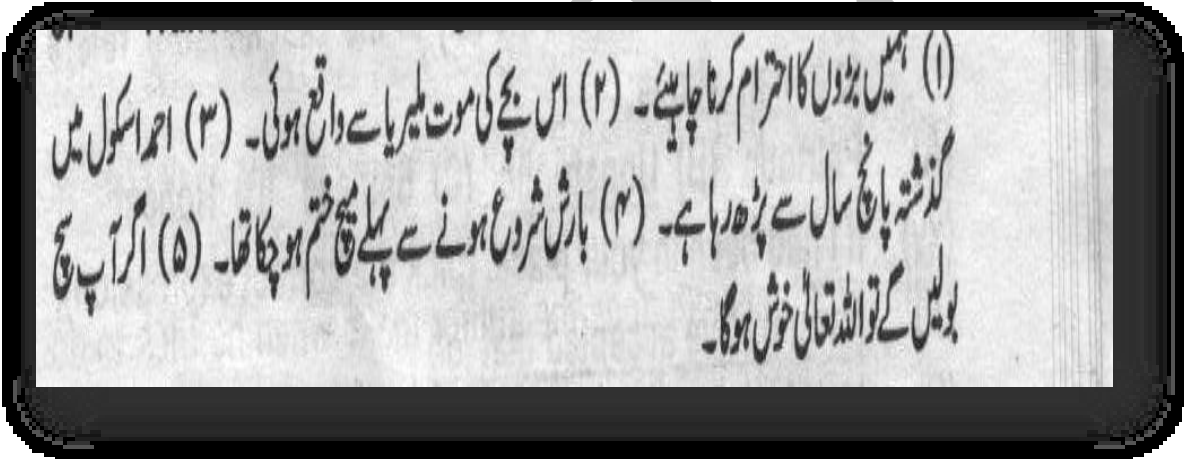 (۱) ہمیں بڑوں کا احترام کرنا چاہیئے۔ (۲) اس بچے کی موت ملیریا سے واقع ہوئی۔ (۳) احمد اسکول میں
گذشتہ پانچ سال سے پڑھ رہا ہے۔ (۴) بارش شروع ہونے سے پہلے میچ ختم ہو چکا تھا۔ (۵) اگر آپ سچ
بولیں گے تو اللہ تعالیٰ خوش ہوگا۔